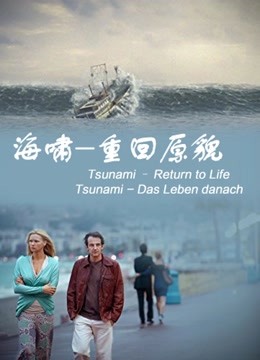 海啸－重回原貌
Tsunami – Return to Life
Tsunami – Das Leben danach